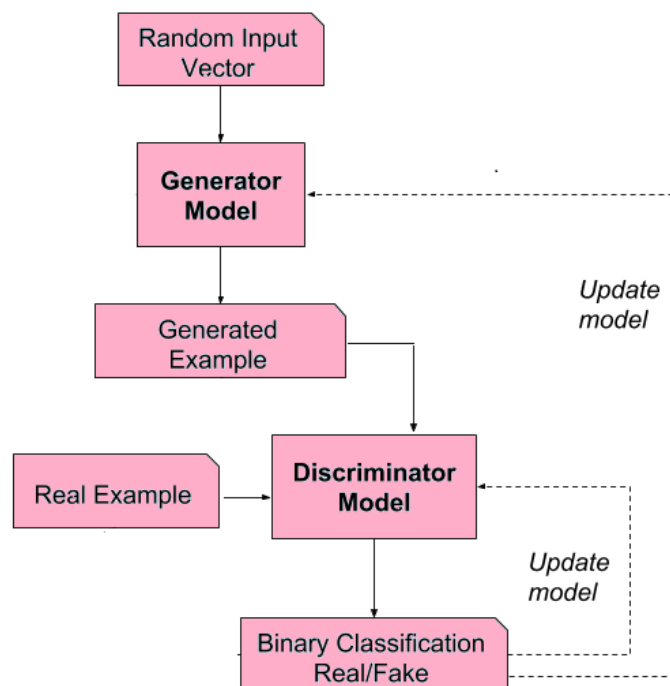 Random Input
Vector
Generator
Model
Update
model
Generated
Example
Discriminator
Model
Real Example
Update
model
Binary Classification
Real/Fake